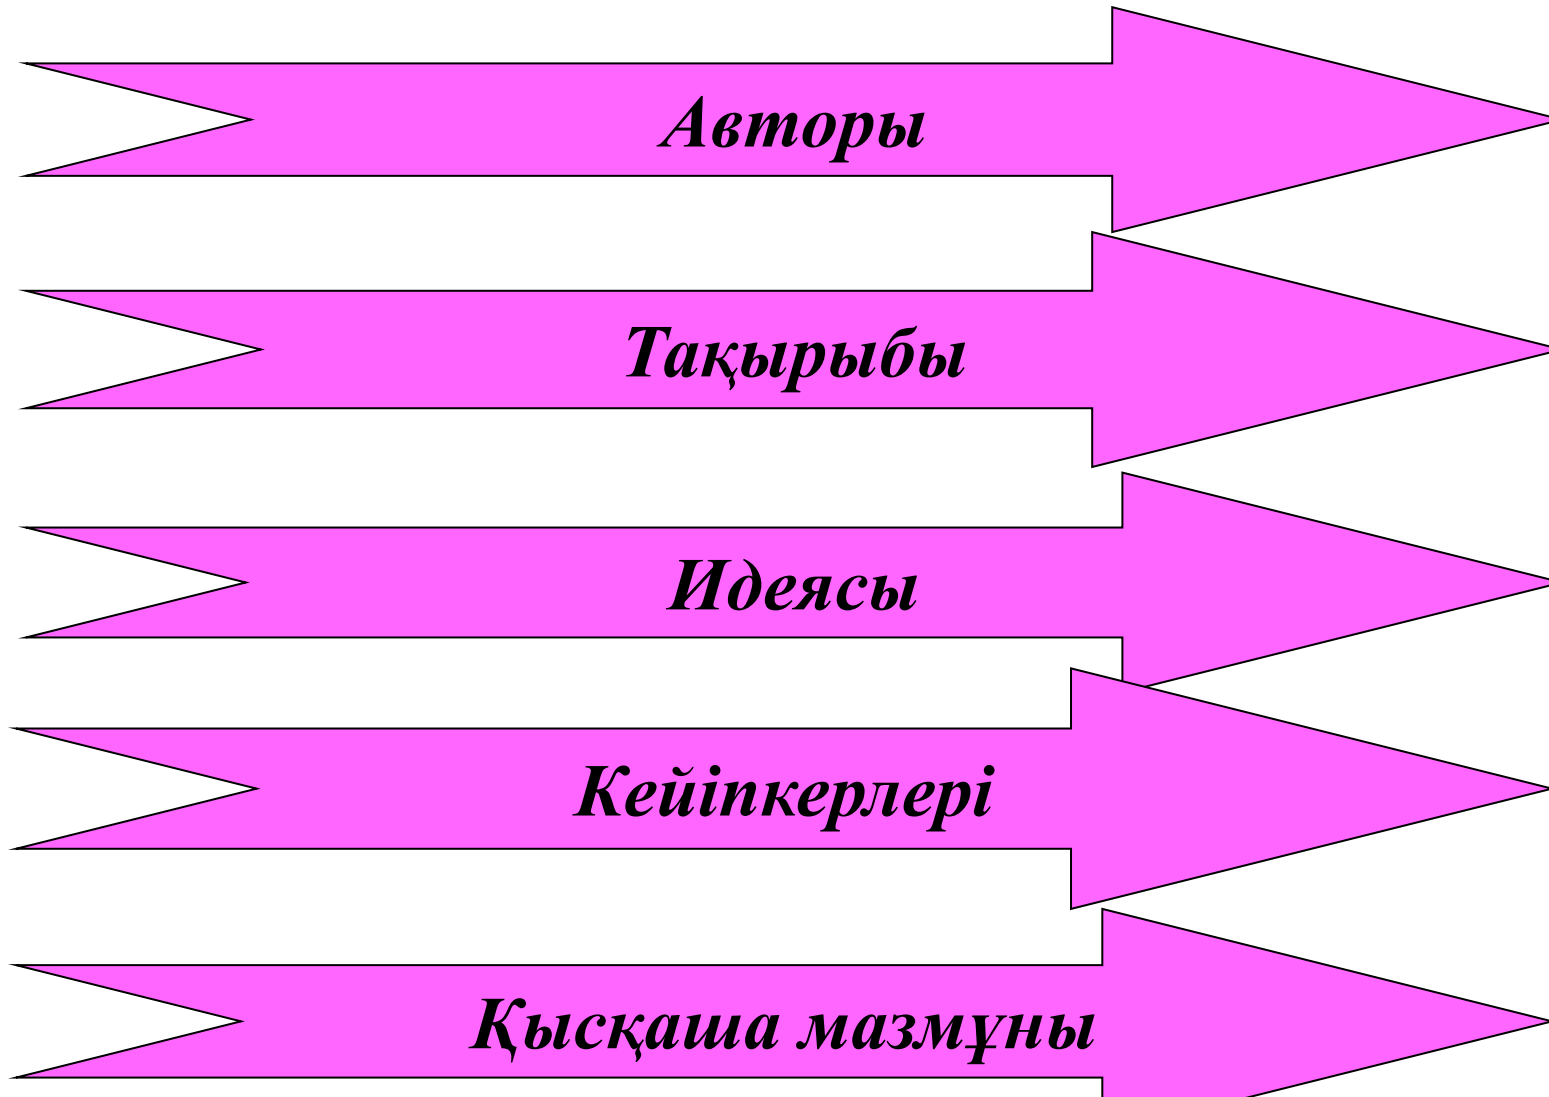 Авторы
Тақырыбы
Идеясы
Кейіпкерлері
Қысқаша мазмұны